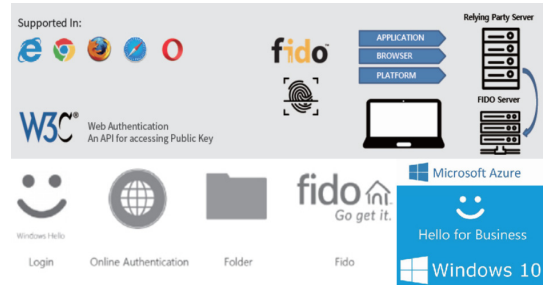 Supported In:
fido
APPLICATION
BROWSER
PLATFORM
Relying Party Server
FIDO Server
W3C®
Web Authentication
An API for accessing Public Key
Windows Hello
Login
Online Authentication
Folder
fido
Go get it.
Fido
Microsoft Azure
Hello for Business
Windows 10